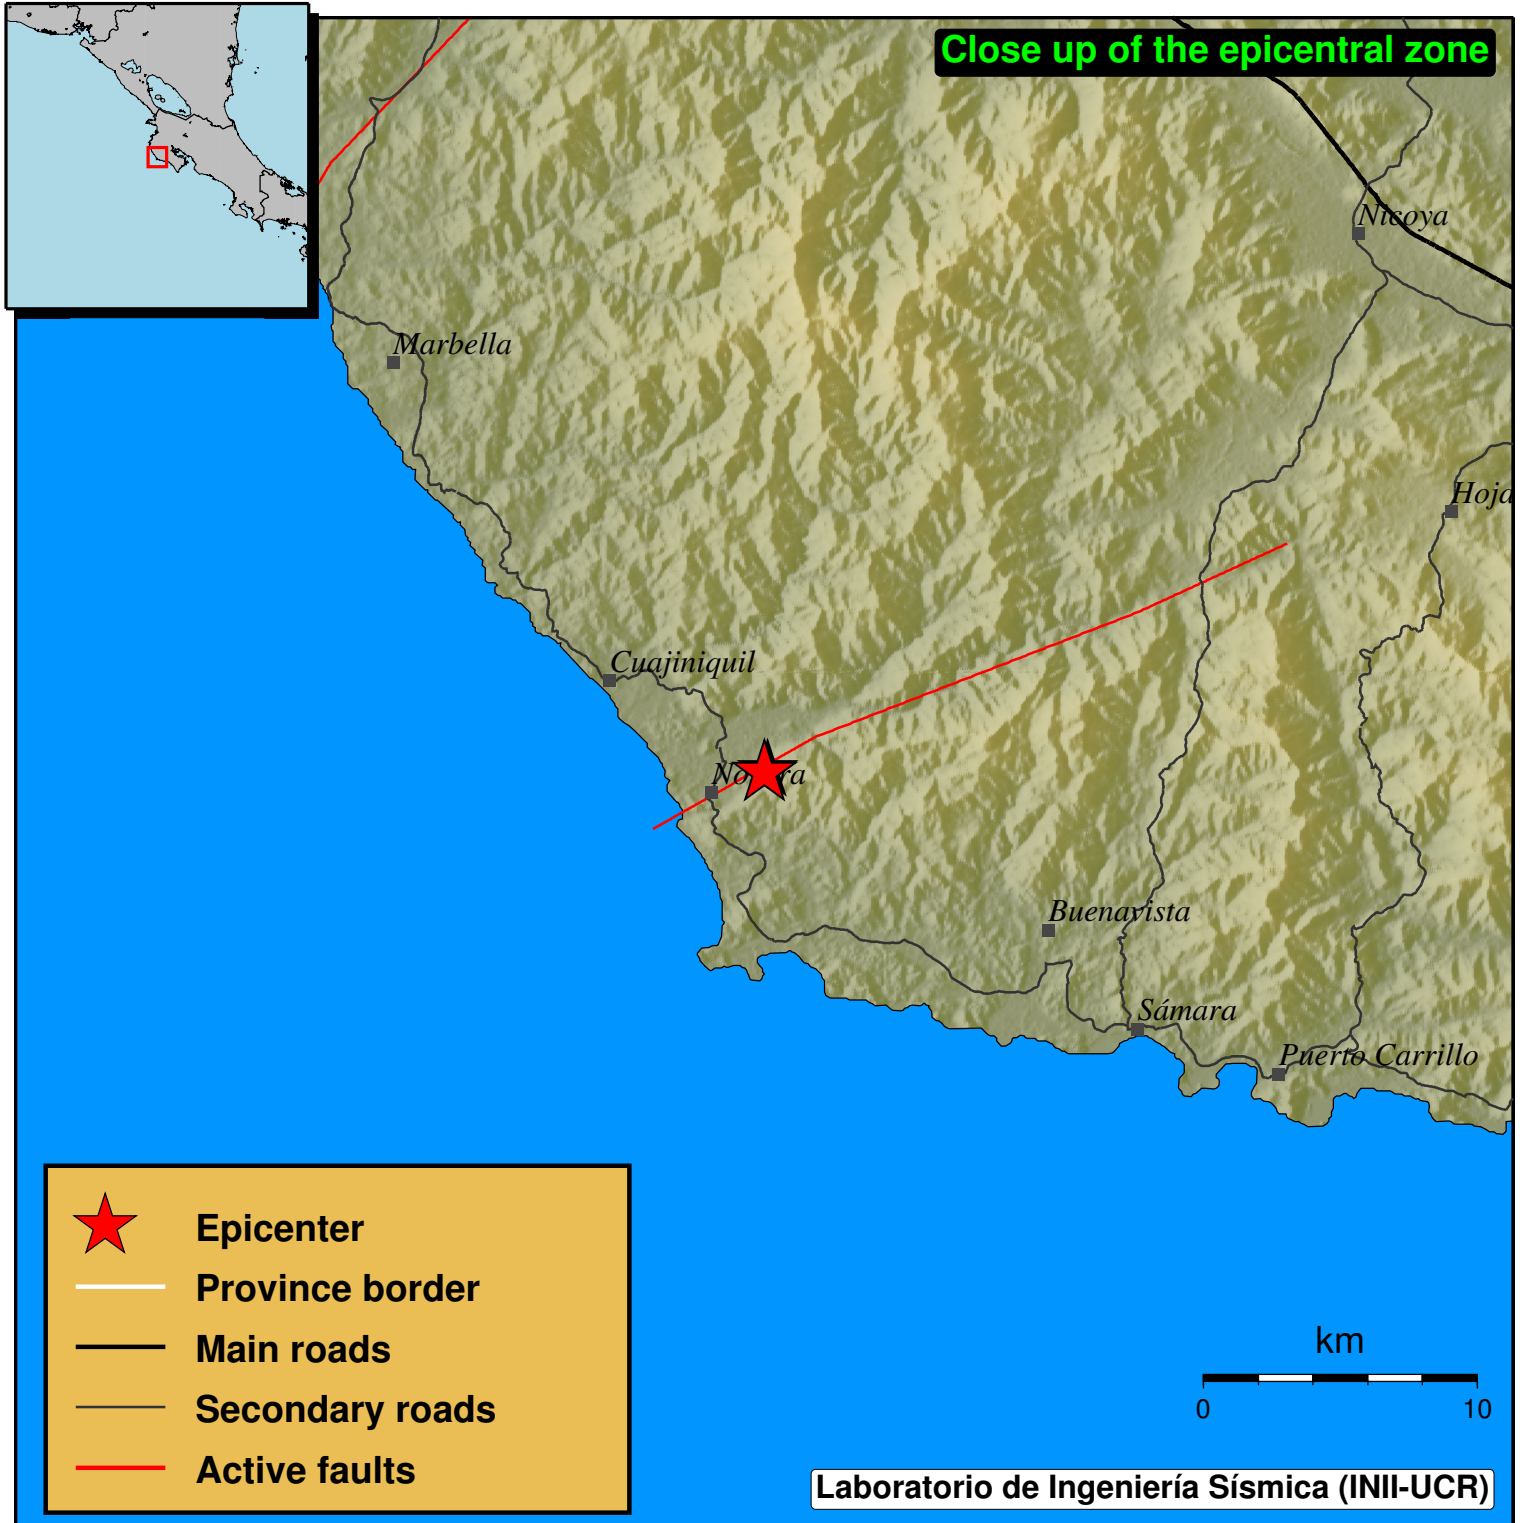 Close up of the epicentral zone
Nicoya
Marbella
Hoja
Cuajiniquil
Buenavista
Sámara
Puerto Carrillo
Epicenter
Province border
Main roads
Secondary roads
Active faults
km
0 10
Laboratorio de Ingeniería Sísmica (INII-UCR)